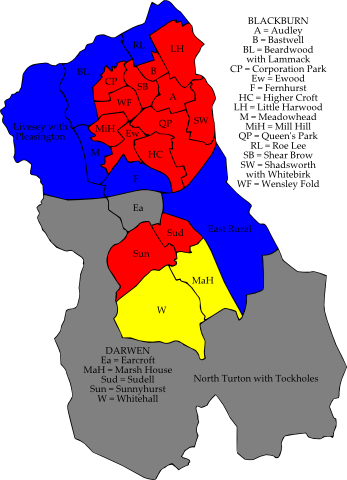 BLACKBURN
A = Audley
B = Bastwell
BL = Beardwood
with Lammack
CP = Corporation Park
Ew = Ewood
F = Fernhurst
HC = Higher Croft
LH = Little Harwood
M = Meadowhead
MiH = Mill Hill
QP = Queen's Park
RL = Roe Lee
SB = Shear Brow
SW = Shadsworth
with Whitebirk
WF = Wensley Fold
RL
LH
BL
B
CP
SB
A
WF
Livesey with
Pleasington
MiH
Ew
QP
SW
M
HC
F
Ea
Sud
East Rural
Sun
MaH
W
DARWEN
Ea = Earcroft
MaH = Marsh House
Sud = Sudell
Sun = Sunnyhurst
W = Whitehall
North Turton with Tockholes